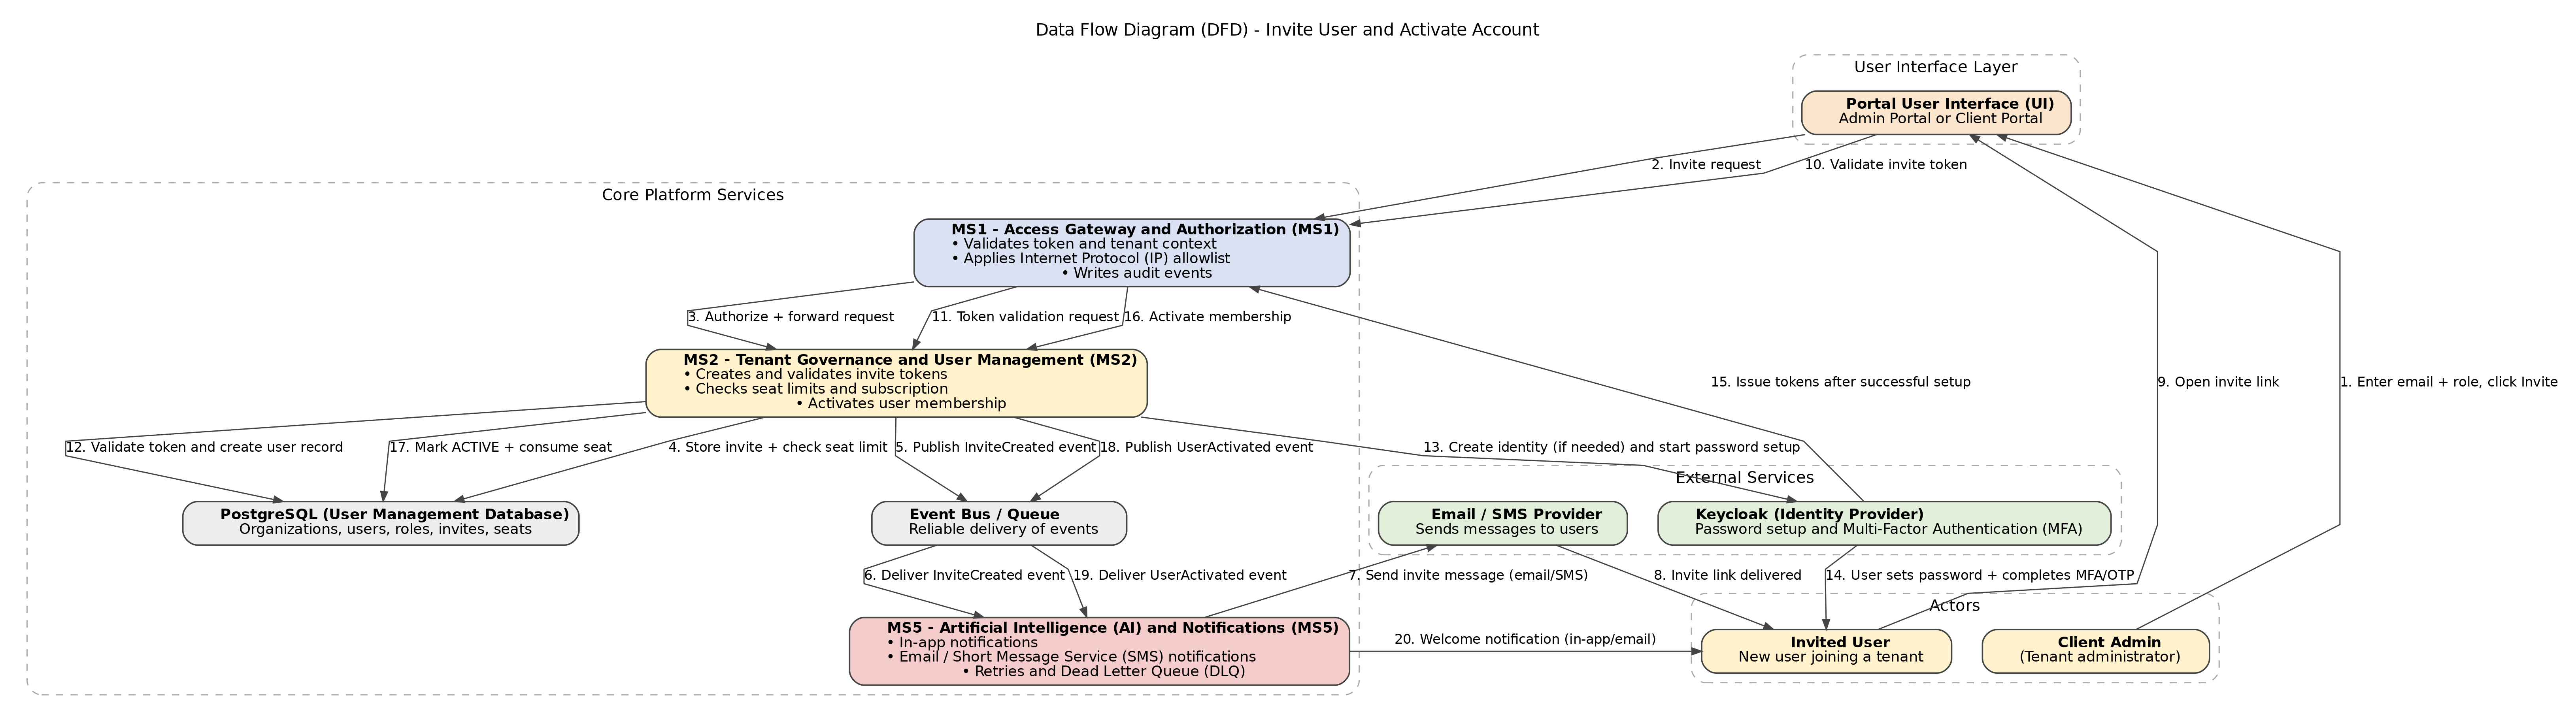 Data Flow Diagram (DFD) - Invite User and Activate Account
User Interface Layer
Portal User Interface (UI)
Admin Portal or Client Portal
2. Invite request
10. Validate invite token
Core Platform Services
MS1 - Access Gateway and Authorization (MS1)
• Validates token and tenant context
• Applies Internet Protocol (IP) allowlist
• Writes audit events
3. Authorize + forward request
11. Token validation request
16. Activate membership
MS2 - Tenant Governance and User Management (MS2)
• Creates and validates invite tokens
• Checks seat limits and subscription
• Activates user membership
15. Issue tokens after successful setup
9. Open invite link
1. Enter email + role, click Invite
12. Validate token and create user record
17. Mark ACTIVE + consume seat
4. Store invite + check seat limit
5. Publish InviteCreated event
18. Publish UserActivated event
13. Create identity (if needed) and start password setup
External Services
PostgreSQL (User Management Database)
Organizations, users, roles, invites, seats
Event Bus / Queue
Reliable delivery of events
Email / SMS Provider
Sends messages to users
Keycloak (Identity Provider)
Password setup and Multi-Factor Authentication (MFA)
6. Deliver InviteCreated event
19. Deliver UserActivated event
7. Send invite message (email/SMS)
8. Invite link delivered
14. User sets password + completes MFA/OTP
Actors
MS5 - Artificial Intelligence (AI) and Notifications (MS5)
• In-app notifications
• Email / Short Message Service (SMS) notifications
• Retries and Dead Letter Queue (DLQ)
20. Welcome notification (in-app/email)
Invited User
New user joining a tenant
Client Admin
(Tenant administrator)